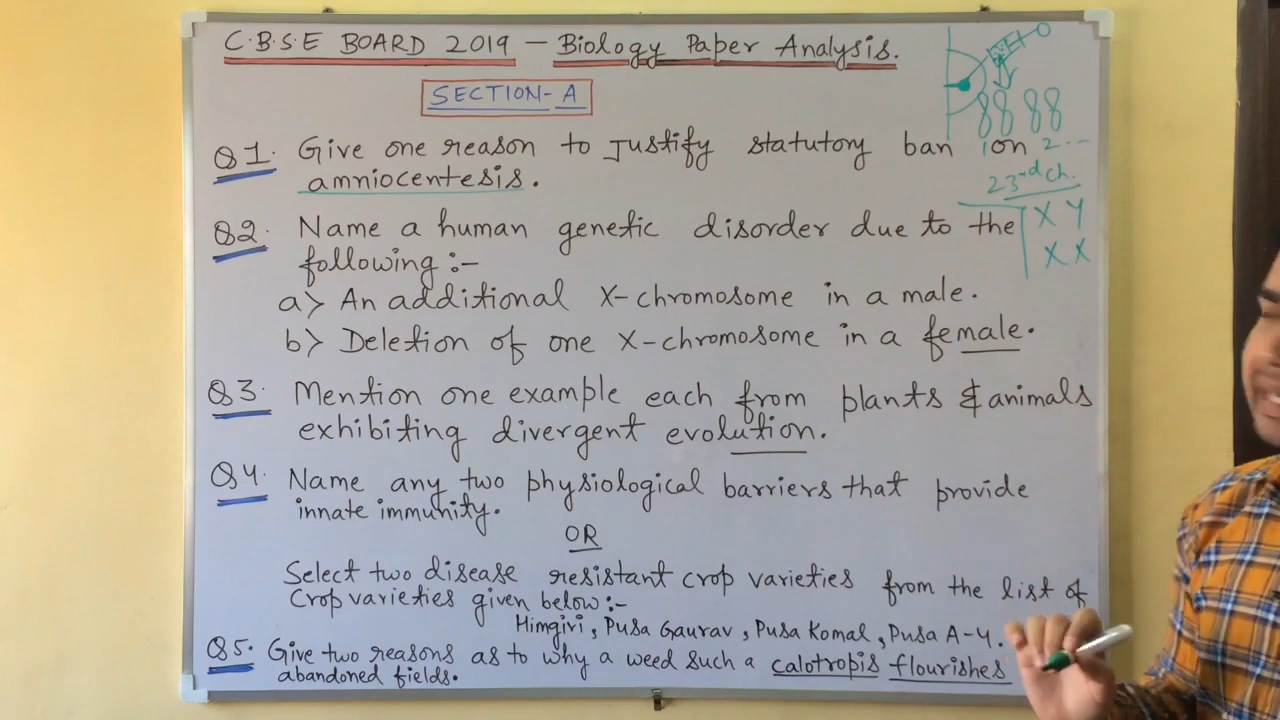 C.B.S.E BOARD 2019 – Biology Paper Analysis.
SECTION-A
88 88
Q1. Give one reason to Justify statutory ban on
1 2...
amniocentesis.
23rd ch.
X Y
X X
Q2. Name a human genetic disorder due to the
following :-
a> An additional X-chromosome in a male.
b> Deletion of one X-chromosome in a female.
Q3. Mention one example each from plants & animals
exhibiting divergent evolution.
Q4. Name any two physiological barriers that provide
innate immunity.
OR
Select two disease resistant crop varieties from the list of
Crop varieties given below:-
Himgiri, Pusa Gaurav, Pusa Komal, Pusa A-4.
Q5. Give two reasons as to why a weed such a calotropis flourishes
abandoned fields.